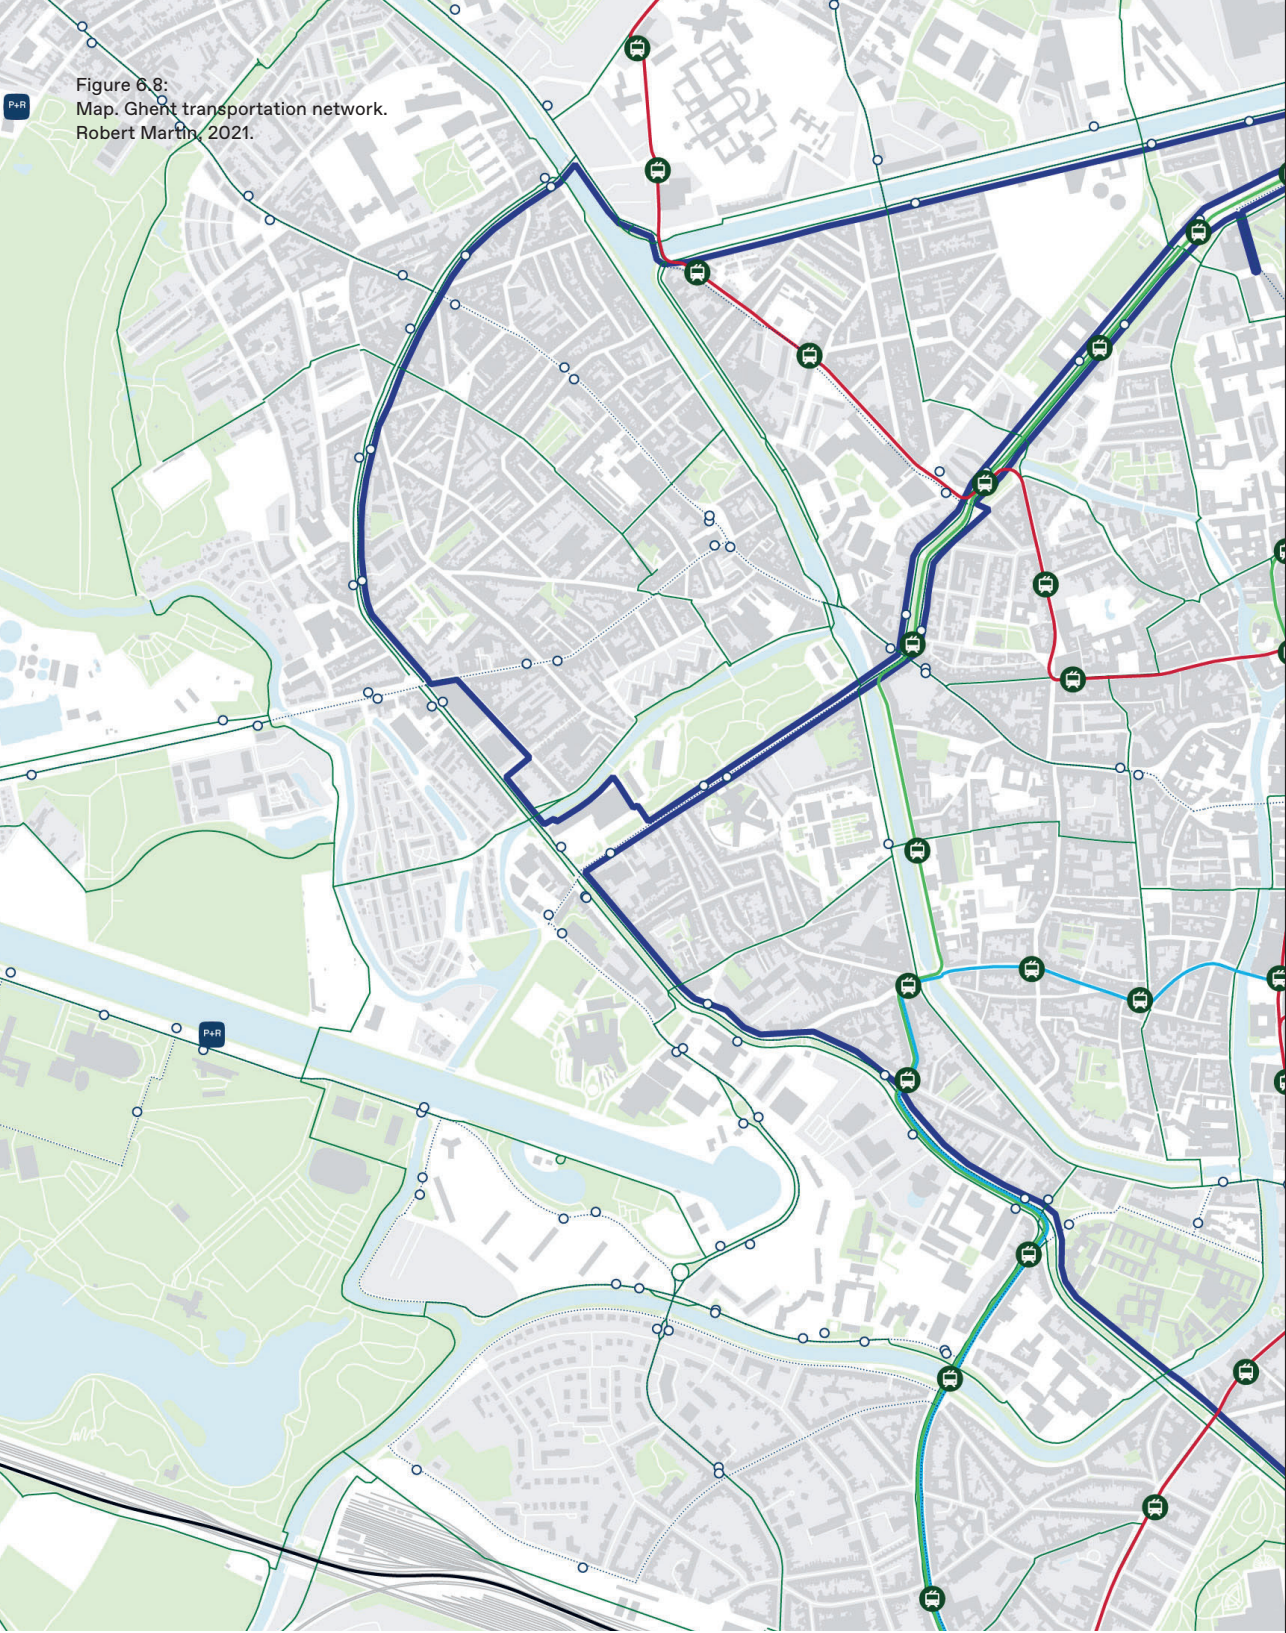 Figure 6.8:
Map. Ghent transportation network.
Robert Martin, 2021.
P+R
P+R